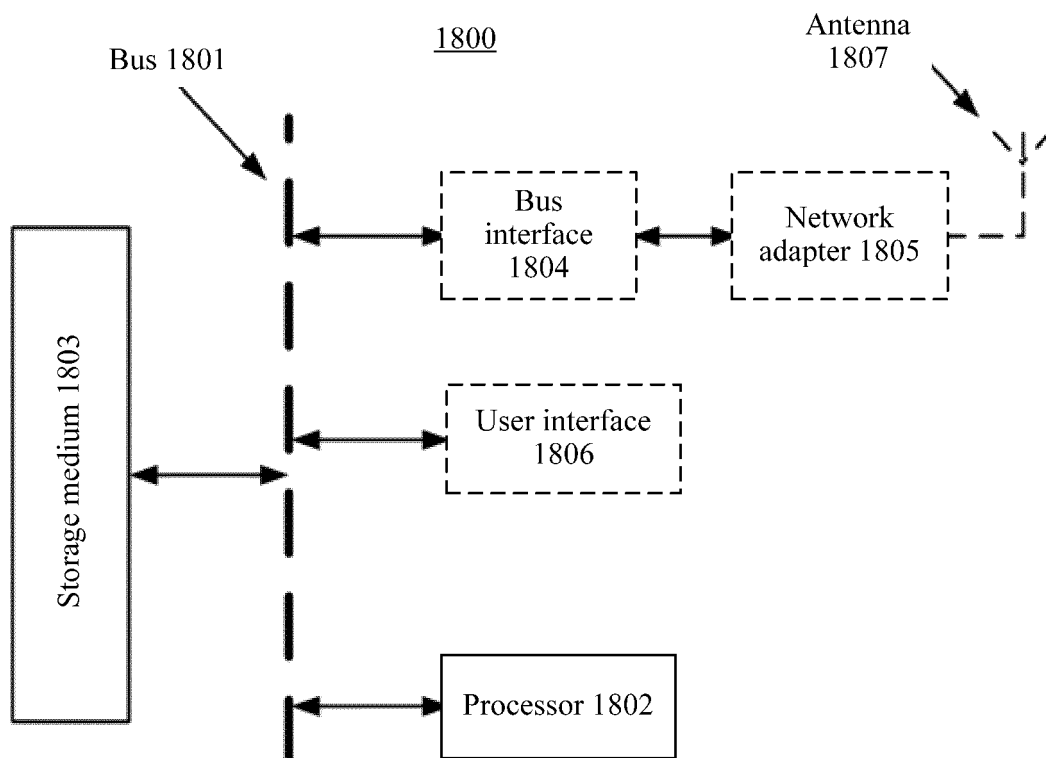 1800
Bus 1801
Antenna
1807
Bus
interface
1804
Network
adapter 1805
Storage medium 1803
User interface
1806
Processor 1802